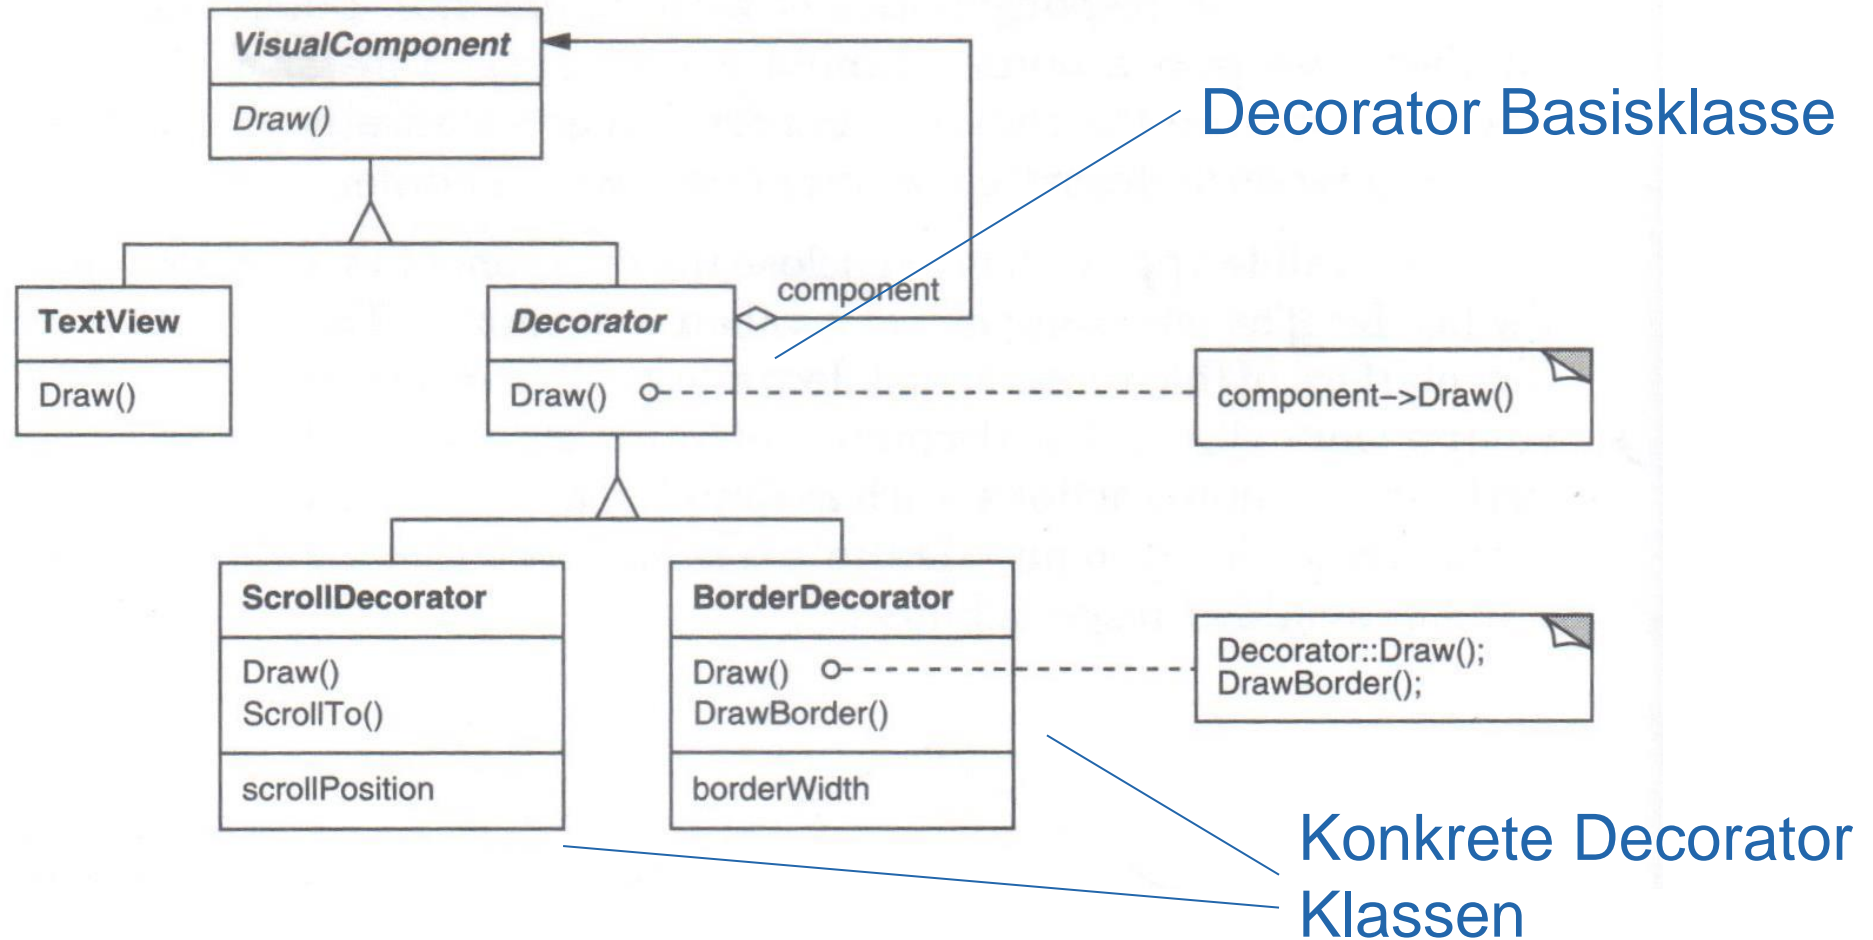 VisualComponent
Draw()
Decorator Basisklasse
TextView
Draw()
Decorator
Draw()
component
component->Draw()
ScrollDecorator
Draw()
ScrollTo()
scrollPosition
BorderDecorator
Draw()
DrawBorder()
borderWidth
Decorator::Draw();
DrawBorder();
Konkrete Decorator
Klassen